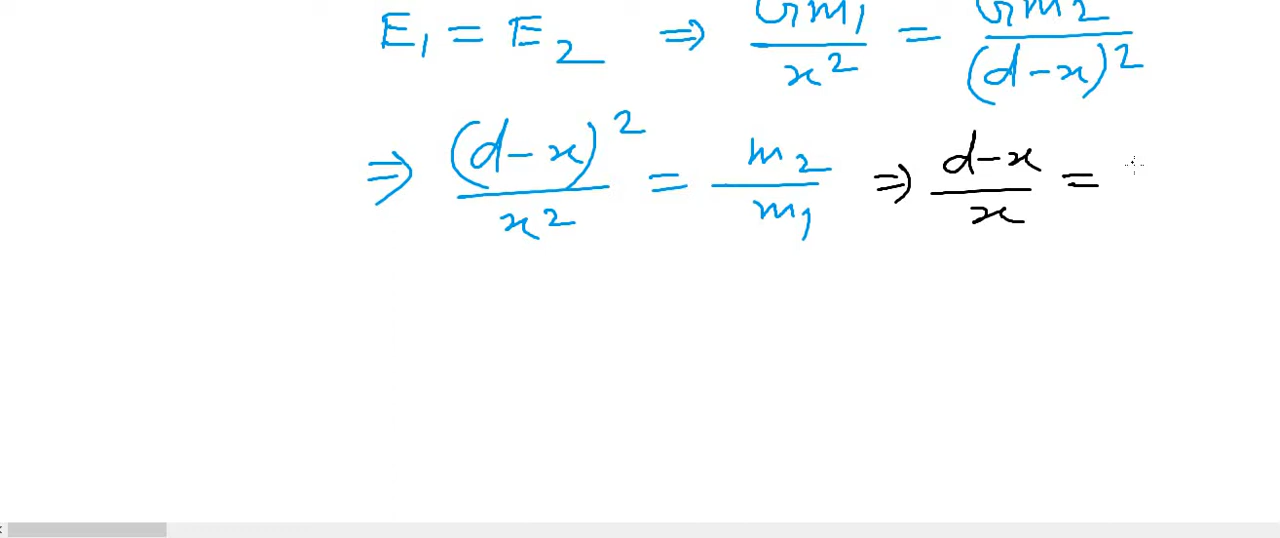 E₁ = E₂ ⇒ Gm₁/x² = Gm₂/(d-x)²
⇒ (d-x)²/x² = m₂/m₁ ⇒ d-x/x =